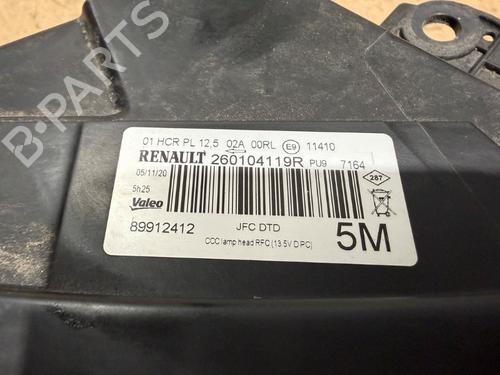 B-PARTS
01 HCR PL 12,5 02A 00RL E9 11410
RENAULT 260104119R PU9 7164
05/11/20
5h25
Valeo
287
89912412 JFC DTD 5M
CCC lamp head RFC (13.5V D PC)